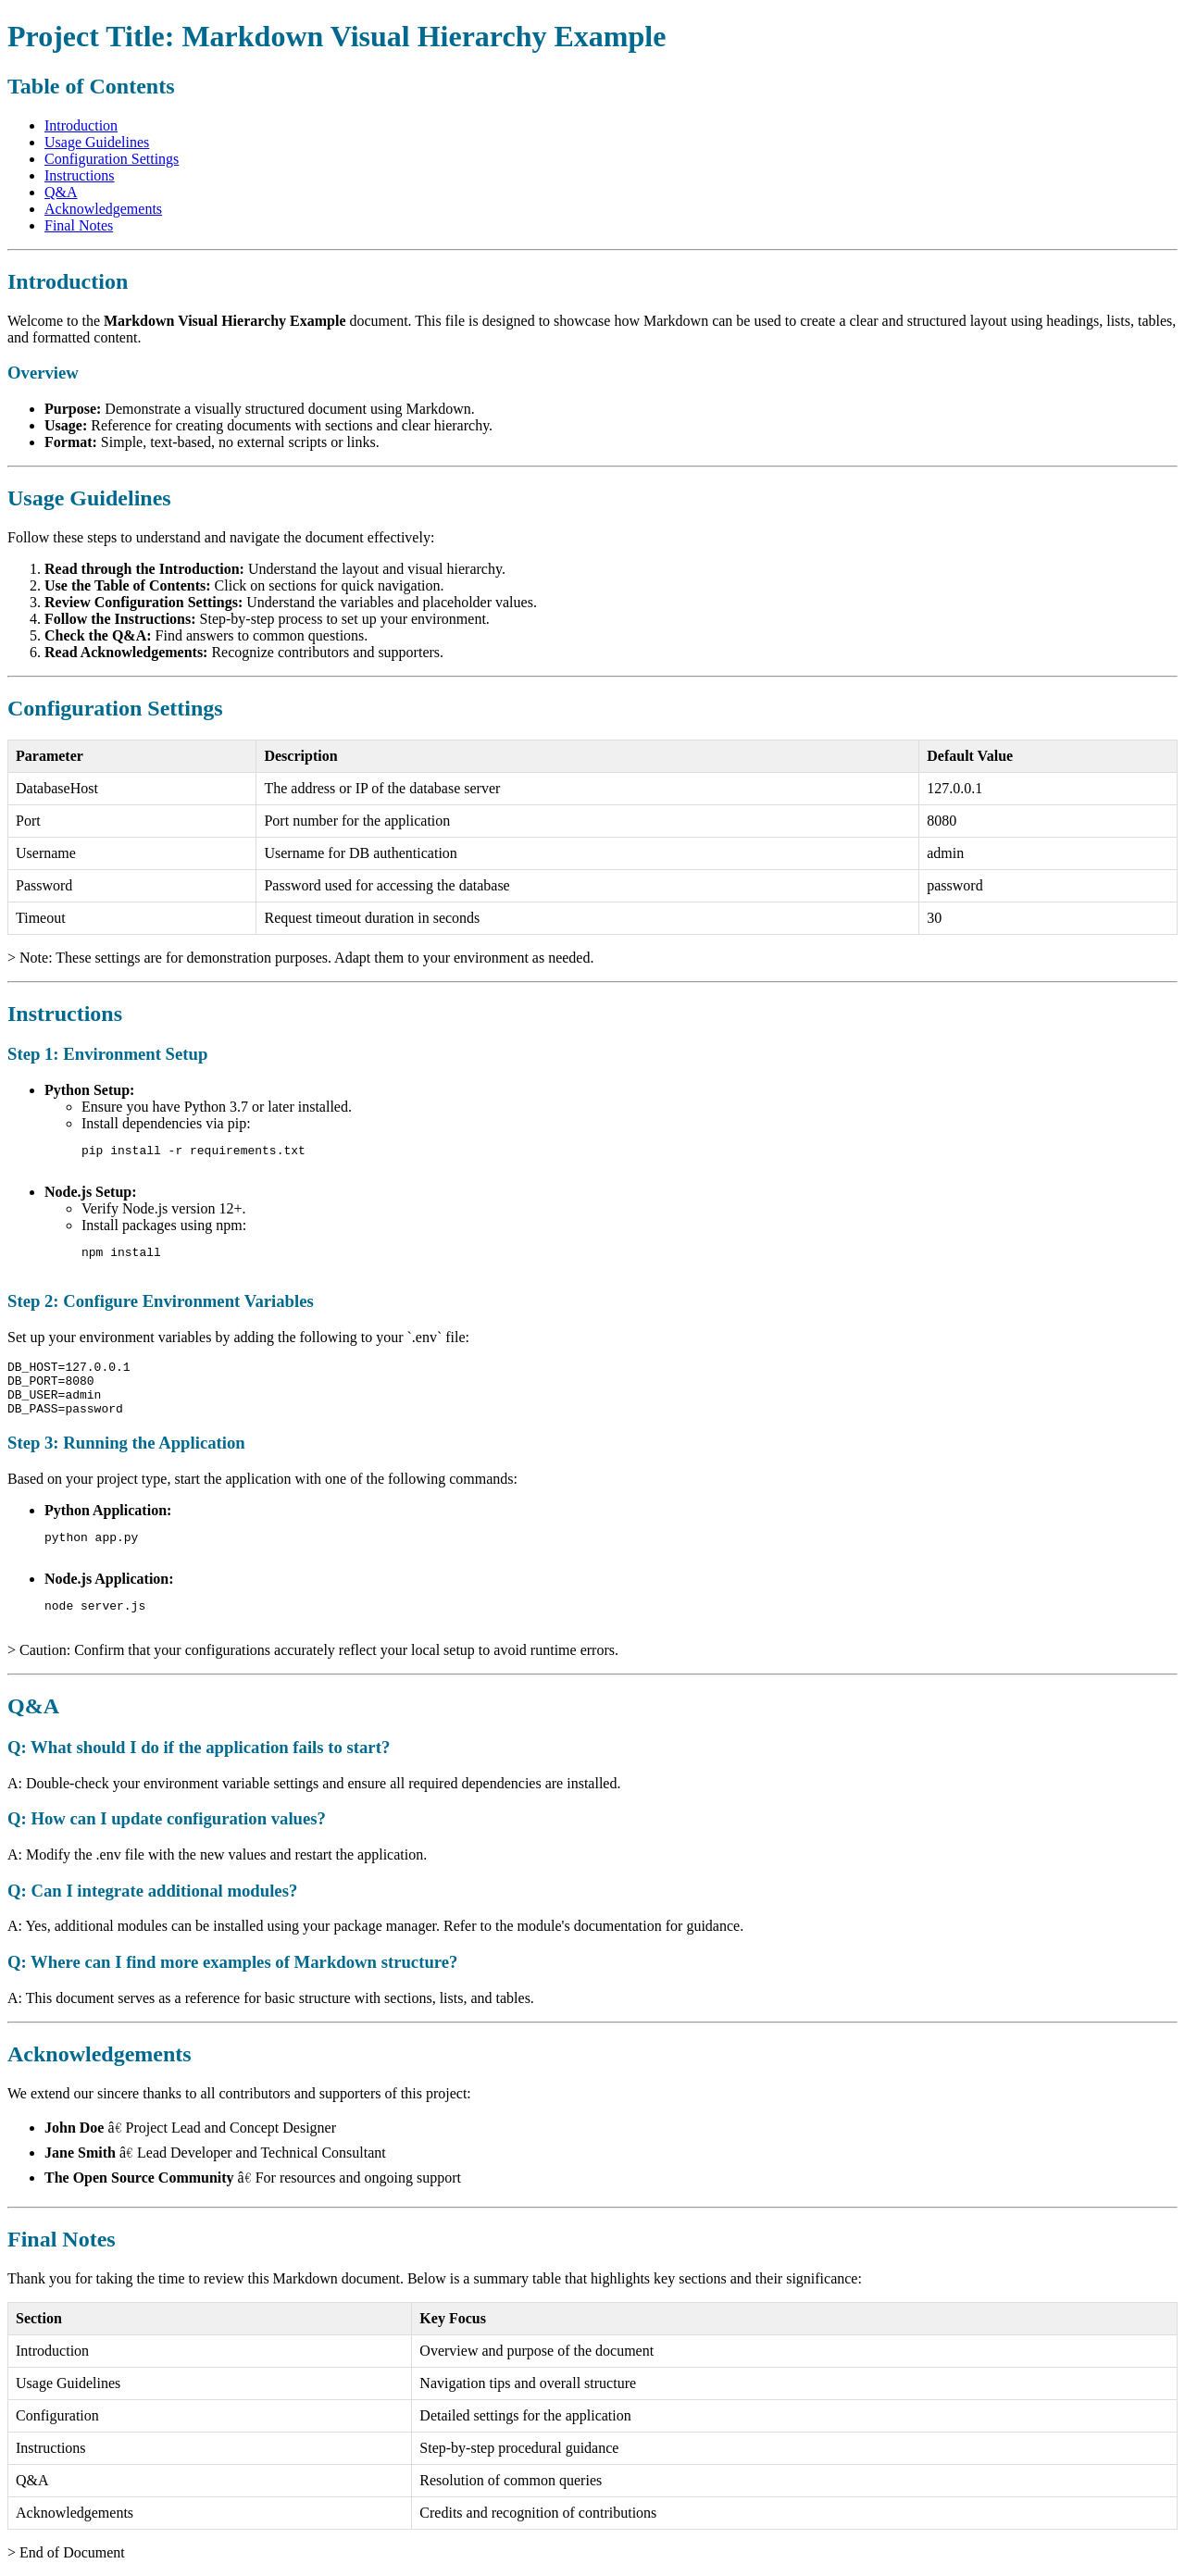 Project Title: Markdown Visual Hierarchy Example
Table of Contents
Introduction
Usage Guidelines
Configuration Settings
Instructions
Q&A
Acknowledgements
Final Notes
Introduction
Welcome to the Markdown Visual Hierarchy Example document. This file is designed to showcase how Markdown can be used to create a clear and structured layout using headings, lists, tables,
and formatted content.
Overview
Purpose: Demonstrate a visually structured document using Markdown.
Usage: Reference for creating documents with sections and clear hierarchy.
Format: Simple, text-based, no external scripts or links.
Usage Guidelines
Follow these steps to understand and navigate the document effectively:
1. Read through the Introduction: Understand the layout and visual hierarchy.
2. Use the Table of Contents: Click on sections for quick navigation.
3. Review Configuration Settings: Understand the variables and placeholder values.
4. Follow the Instructions: Step-by-step process to set up your environment.
5. Check the Q&A: Find answers to common questions.
6. Read Acknowledgements: Recognize contributors and supporters.
Configuration Settings
Parameter Description Default Value
DatabaseHost The address or IP of the database server 127.0.0.1
Port Port number for the application 8080
Username Username for DB authentication admin
Password Password used for accessing the database password
Timeout Request timeout duration in seconds 30
> Note: These settings are for demonstration purposes. Adapt them to your environment as needed.
Instructions
Step 1: Environment Setup
Python Setup:
Ensure you have Python 3.7 or later installed.
Install dependencies via pip:
pip install -r requirements.txt
Node.js Setup:
Verify Node.js version 12+.
Install packages using npm:
npm install
Step 2: Configure Environment Variables
Set up your environment variables by adding the following to your `.env` file:
DB_HOST=127.0.0.1
DB_PORT=8080
DB_USER=admin
DB_PASS=password
Step 3: Running the Application
Based on your project type, start the application with one of the following commands:
Python Application:
python app.py
Node.js Application:
node server.js
> Caution: Confirm that your configurations accurately reflect your local setup to avoid runtime errors.
Q&A
Q: What should I do if the application fails to start?
A: Double-check your environment variable settings and ensure all required dependencies are installed.
Q: How can I update configuration values?
A: Modify the .env file with the new values and restart the application.
Q: Can I integrate additional modules?
A: Yes, additional modules can be installed using your package manager. Refer to the module's documentation for guidance.
Q: Where can I find more examples of Markdown structure?
A: This document serves as a reference for basic structure with sections, lists, and tables.
Acknowledgements
We extend our sincere thanks to all contributors and supporters of this project:
John Doe â€ Project Lead and Concept Designer
Jane Smith â€ Lead Developer and Technical Consultant
The Open Source Community â€ For resources and ongoing support
Final Notes
Thank you for taking the time to review this Markdown document. Below is a summary table that highlights key sections and their significance:
Section Key Focus
Introduction Overview and purpose of the document
Usage Guidelines Navigation tips and overall structure
Configuration Detailed settings for the application
Instructions Step-by-step procedural guidance
Q&A Resolution of common queries
Acknowledgements Credits and recognition of contributions
> End of Document